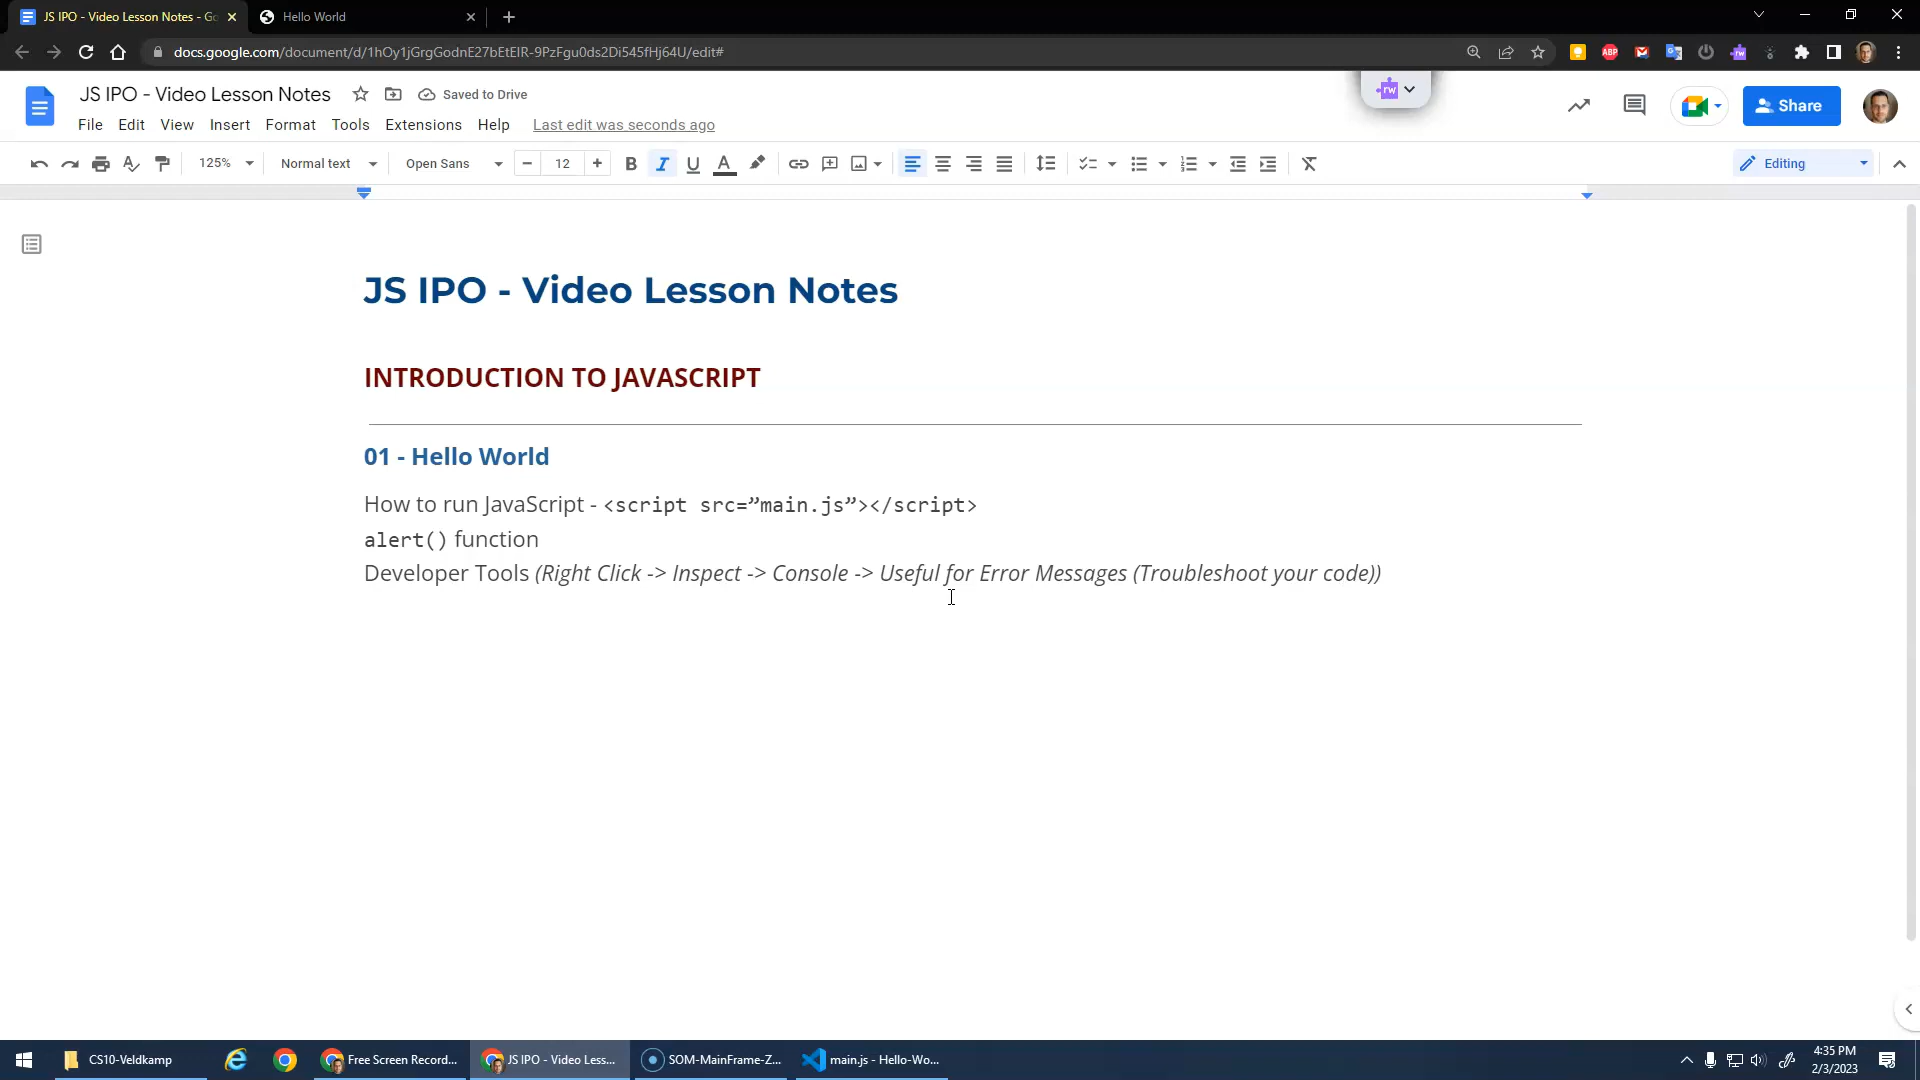 JS IPO - Video Lesson Notes - Go
Hello World
docs.google.com/document/d/1hOy1jGrgGodnE27bEtElR-9PzFgu0ds2Di545fHj64U/edit#
JS IPO - Video Lesson Notes
Saved to Drive
Share
File Edit View Insert Format Tools Extensions Help Last edit was seconds ago
125% Normal text Open Sans 12 B I U A Editing
JS IPO - Video Lesson Notes
INTRODUCTION TO JAVASCRIPT
01 - Hello World
How to run JavaScript - <script src=”main.js”></script>
alert() function
Developer Tools (Right Click -> Inspect -> Console -> Useful for Error Messages (Troubleshoot your code))
CS10-Veldkamp
Free Screen Record...
JS IPO - Video Less...
SOM-MainFrame-Z...
main.js - Hello-Wo...
4:35 PM
2/3/2023